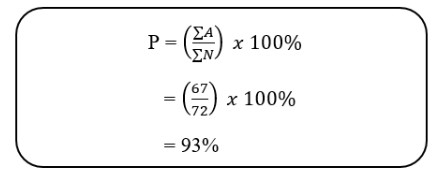 P = (ΣA/ΣN) x 100%
= (67/72) x 100%
= 93%